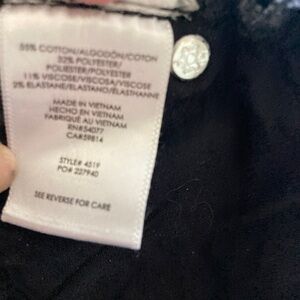 55% COTTON/ALGODÓN/COTON
32% POLYESTER/
POLIESTER/POLYESTER
11% VISCOSE/VISCOSA/VISCOSE
2% ELASTANE/ELASTANO/ÉLASTHANNE
MADE IN VIETNAM
HECHO EN VIETNAM
FABRIQUÉ AU VIETNAM
RN#54077
CA#59814
STYLE# 4519
PO# 227940
SEE REVERSE FOR CARE